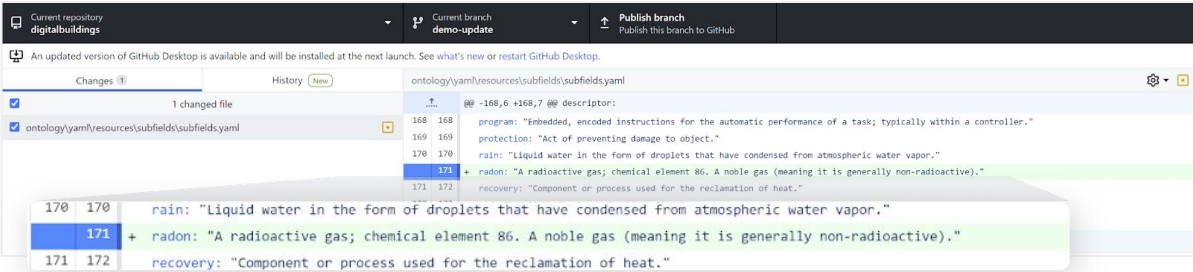 Current repository
digitalbuildings
Current branch
demo-update
Publish branch
Publish this branch to GitHub
An updated version of GitHub Desktop is available and will be installed at the next launch. See what's new or restart GitHub Desktop.
Changes 1
History New
ontology\yaml\resources\subfields\subfields.yaml
1 changed file
ontology\yaml\resources\subfields\subfields.yaml
@@ -168,6 +168,7 @@ descriptor:
168 168 program: "Embedded, encoded instructions for the automatic performance of a task; typically within a controller."
169 169 protection: "Act of preventing damage to object."
170 170 rain: "Liquid water in the form of droplets that have condensed from atmospheric water vapor."
171 + radon: "A radioactive gas; chemical element 86. A noble gas (meaning it is generally non-radioactive)."
171 172 recovery: "Component or process used for the reclamation of heat."
170 170 rain: "Liquid water in the form of droplets that have condensed from atmospheric water vapor."
171 + radon: "A radioactive gas; chemical element 86. A noble gas (meaning it is generally non-radioactive)."
171 172 recovery: "Component or process used for the reclamation of heat."